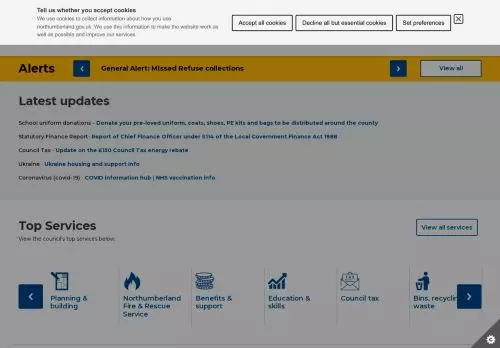 Tell us whether you accept cookies
We use cookies to collect information about how you use
northumberland.gov.uk. We use this information to make the website work as
well as possible and improve our services.
Accept all cookies
Decline all but essential cookies
Set preferences
Alerts
General Alert: Missed Refuse collections
View all
Latest updates
School uniform donations - Donate your pre-loved uniform, coats, shoes, PE kits and bags to be distributed around the county
Statutory Finance Report- Report of Chief Finance Officer under S114 of the Local Government Finance Act 1988
Council Tax - Update on the £150 Council Tax energy rebate
Ukraine - Ukraine housing and support info
Coronavirus (covid-19) - COVID information hub | NHS vaccination info
Top Services
View the council's top services below.
View all services
Planning &
building
Northumberland
Fire & Rescue
Service
Benefits &
support
Education &
skills
Council tax
Bins, recyclin
waste